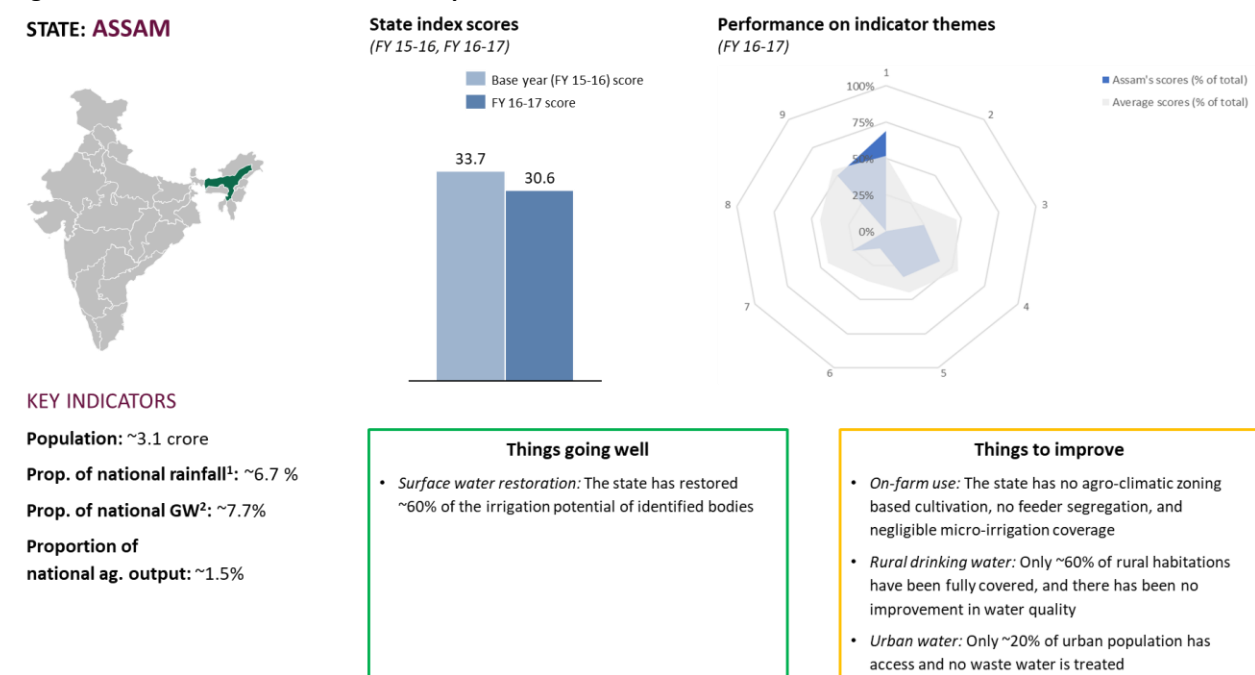 STATE: ASSAM
State index scores
(FY 15-16, FY 16-17)
Base year (FY 15-16) score
FY 16-17 score
33.7
30.6
Performance on indicator themes
(FY 16-17)
Assam's scores (% of total)
Average scores (% of total)
1
2
3
4
5
6
7
8
9
100%
75%
50%
25%
0%
KEY INDICATORS
Population: ~3.1 crore
Prop. of national rainfall¹: ~6.7 %
Prop. of national GW²: ~7.7%
Proportion of
national ag. output: ~1.5%
Things going well
• Surface water restoration: The state has restored
~60% of the irrigation potential of identified bodies
Things to improve
• On-farm use: The state has no agro-climatic zoning
based cultivation, no feeder segregation, and
negligible micro-irrigation coverage
• Rural drinking water: Only ~60% of rural habitations
have been fully covered, and there has been no
improvement in water quality
• Urban water: Only ~20% of urban population has
access and no waste water is treated